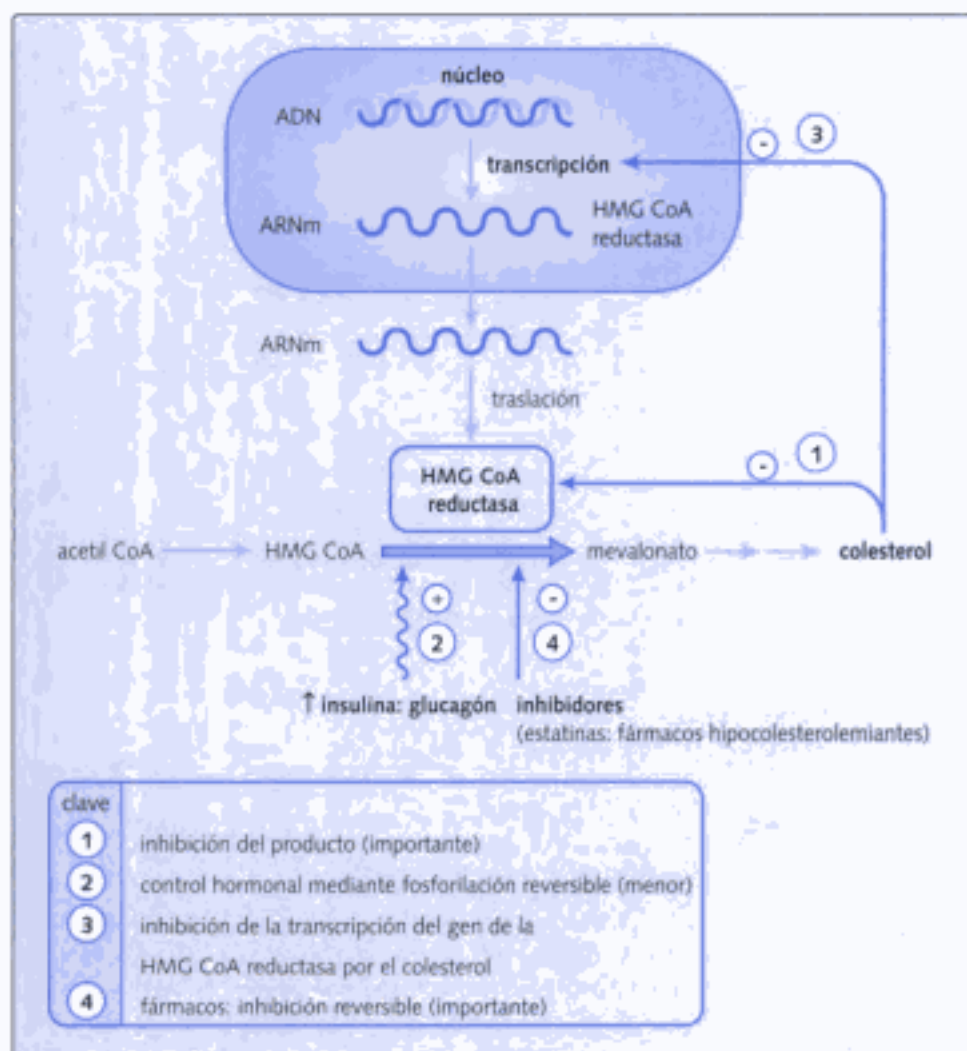 núcleo
ADN
transcripción
-
3
ARNm
HMG CoA
reductasa
ARNm
traslación
HMG CoA
reductasa
-
1
acetil CoA
HMG CoA
mevalonato
colesterol
+
-
2
4
↑ insulina: glucagón
inhibidores
(estatinas: fármacos hipocolesterolemiantes)
clave
1 inhibición del producto (importante)
2 control hormonal mediante fosforilación reversible (menor)
3 inhibición de la transcripción del gen de la
HMG CoA reductasa por el colesterol
4 fármacos: inhibición reversible (importante)